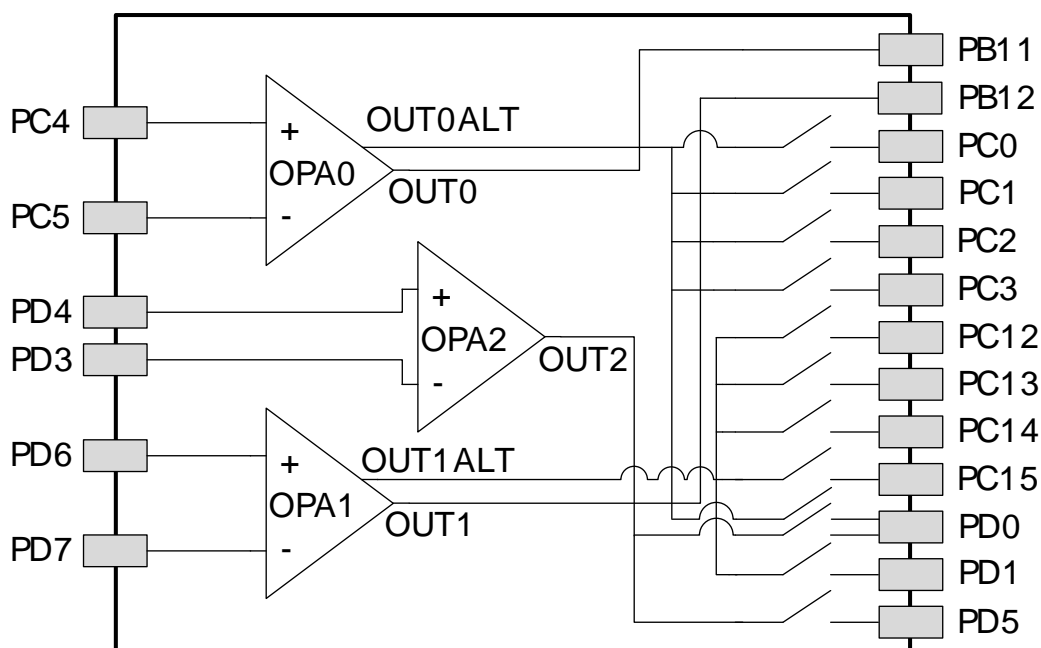 PB11
PB12
PC4
OUT0ALT
+
OPA0
PC0
OUT0
PC1
PC5
-
PC2
PD4
+
PC3
OPA2
PC12
PD3
OUT2
-
PC13
PC14
PD6
+
OUT1ALT
PC15
OPA1
OUT1
PD0
PD7
-
PD1
PD5